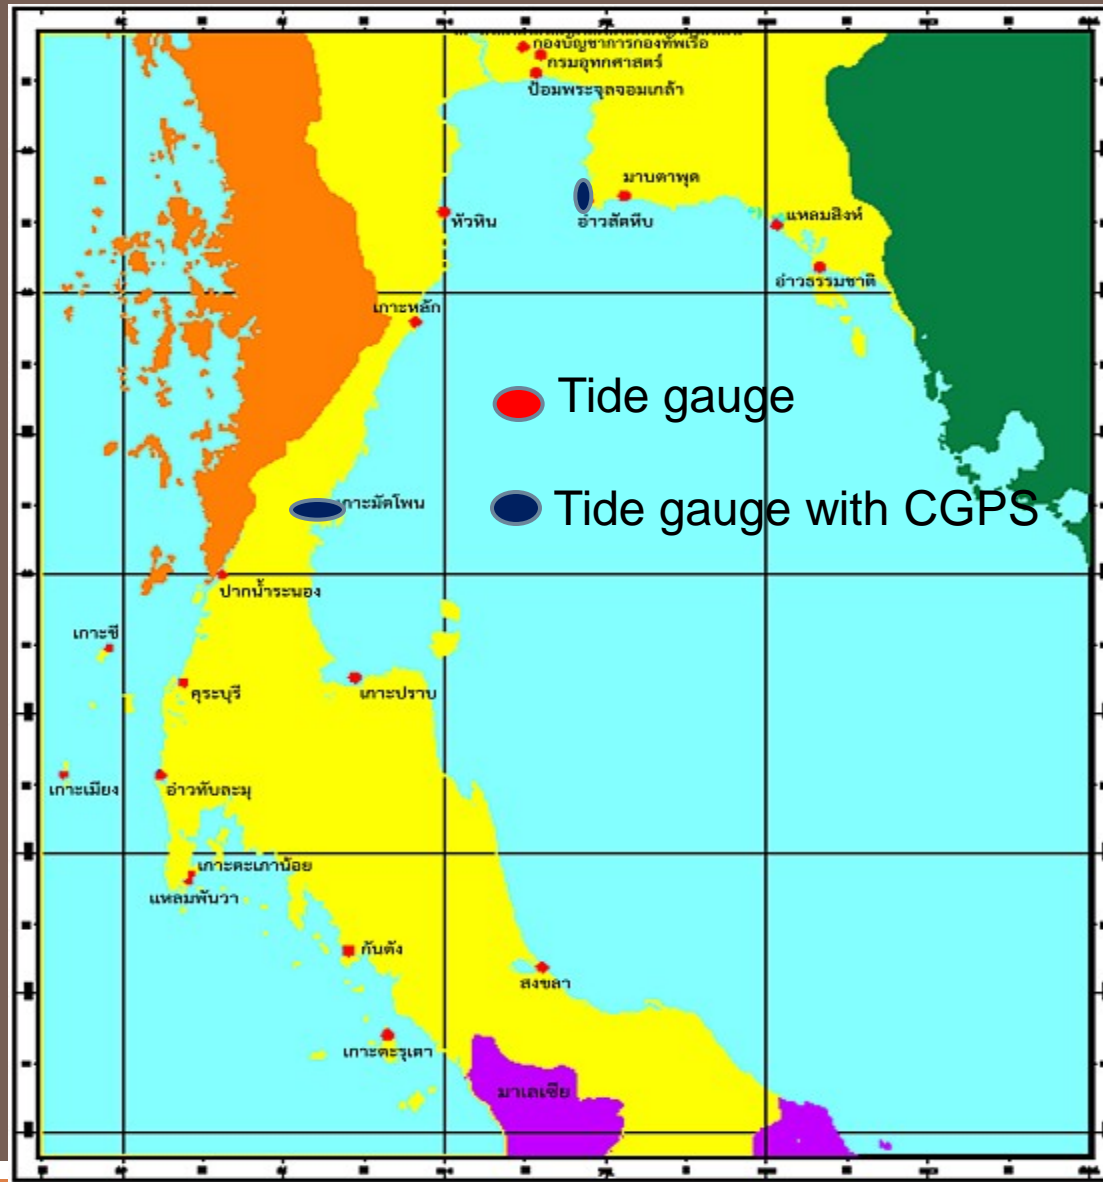 กองบัญชาการกองทัพเรือ
กรมอุทกศาสตร์
ป้อมพระจุลจอมเกล้า
มาบตาพุด
หัวหิน
อ่าวสัตหีบ
แหลมสิงห์
อ่าวธรรมชาติ
เกาะหลัก
Tide gauge
กาะมัตโพน
Tide gauge with CGPS
ปากน้ำระนอง
เกาะชี
คุระบุรี
เกาะปราบ
เกาะเมียง
อ่าวทับละมุ
เกาะตะเภาน้อย
แหลมพันวา
กันตัง
สงขลา
เกาะตะรุเตา
มาเลเซีย